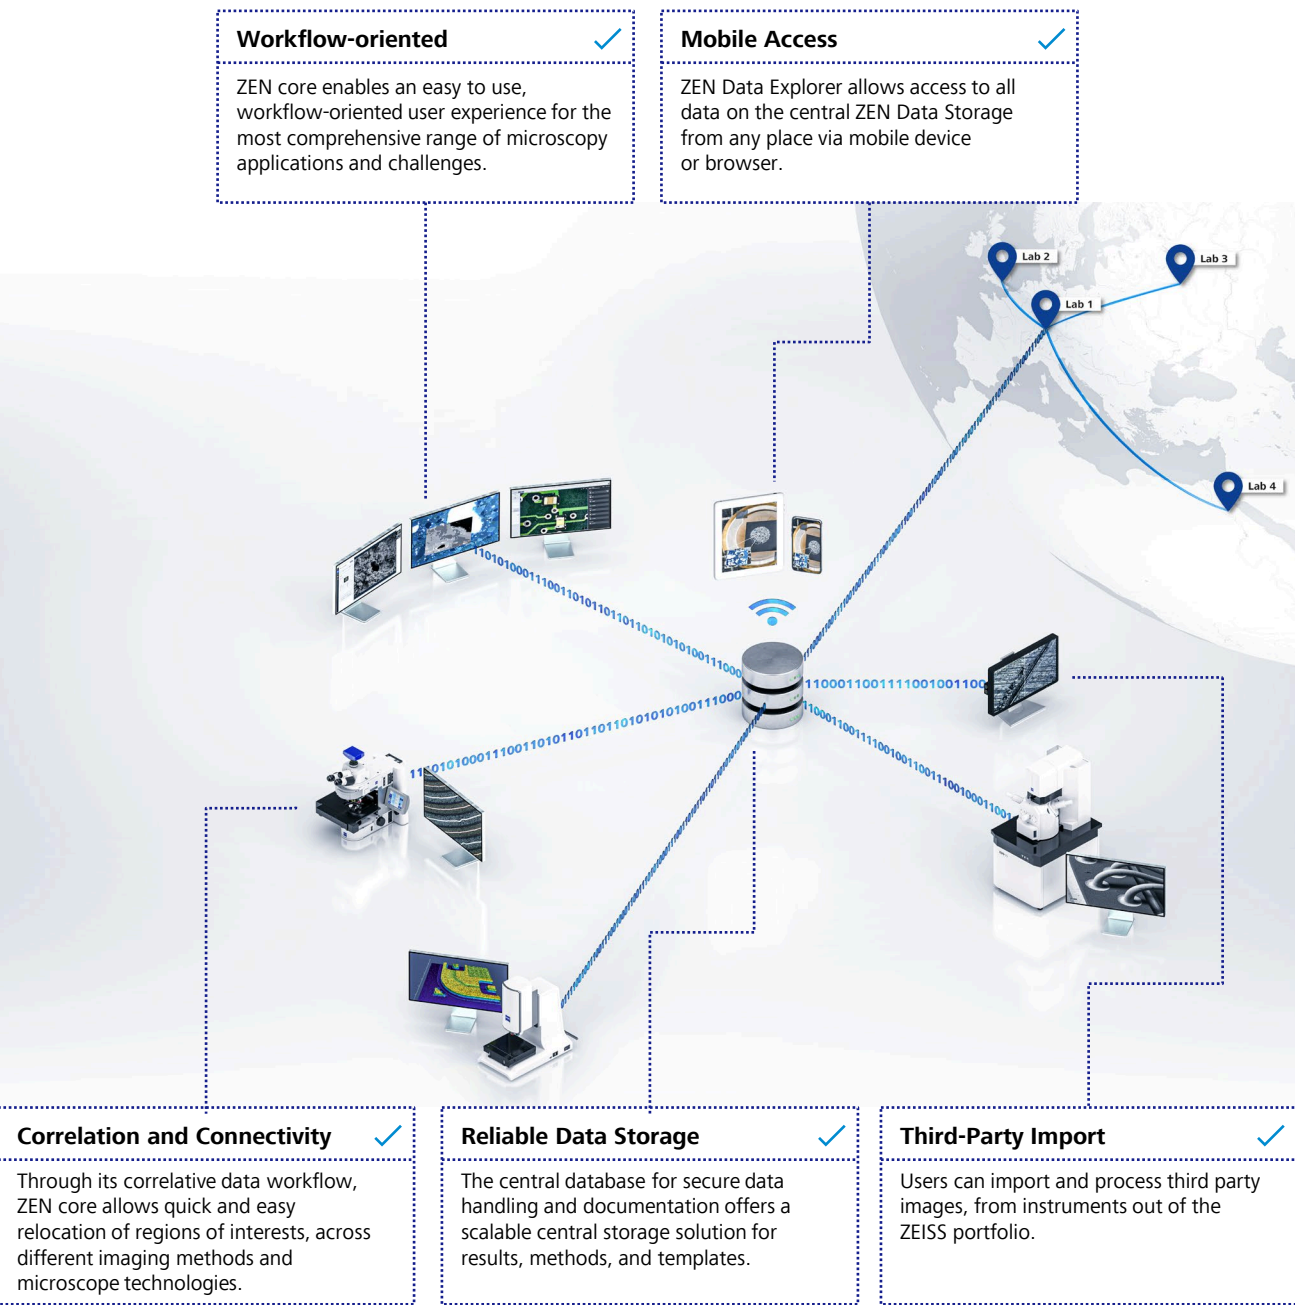 Workflow-oriented
ZEN core enables an easy to use,
workflow-oriented user experience for the
most comprehensive range of microscopy
applications and challenges.
Mobile Access
ZEN Data Explorer allows access to all
data on the central ZEN Data Storage
from any place via mobile device
or browser.
Lab 2
Lab 3
Lab 1
Lab 4
Correlation and Connectivity
Through its correlative data workflow,
ZEN core allows quick and easy
relocation of regions of interests, across
different imaging methods and
microscope technologies.
Reliable Data Storage
The central database for secure data
handling and documentation offers a
scalable central storage solution for
results, methods, and templates.
Third-Party Import
Users can import and process third party
images, from instruments out of the
ZEISS portfolio.